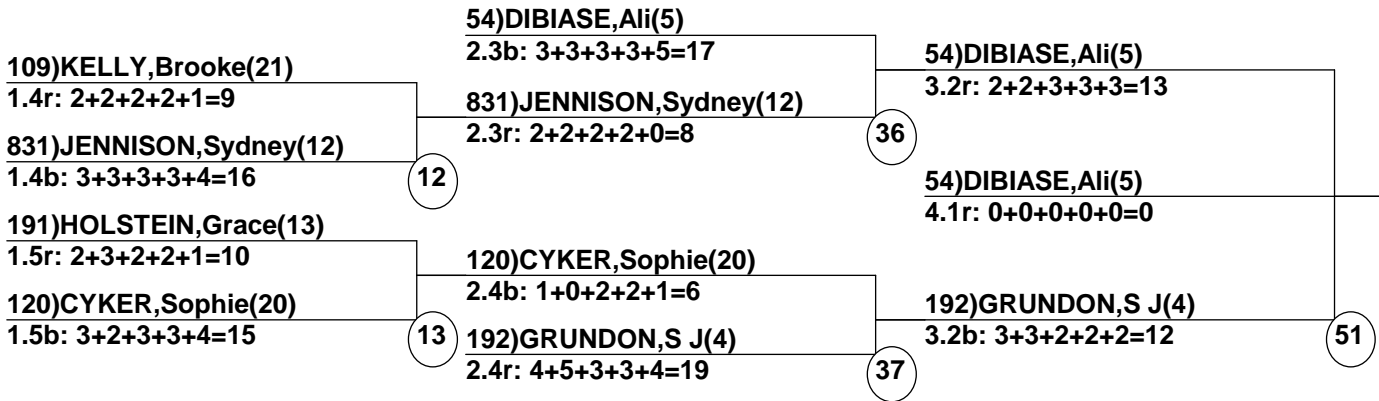 109)KELLY,Brooke(21)
1.4r: 2+2+2+2+1=9
831)JENNISON,Sydney(12)
1.4b: 3+3+3+3+4=16
12
191)HOLSTEIN,Grace(13)
1.5r: 2+3+2+2+1=10
120)CYKER,Sophie(20)
1.5b: 3+2+3+3+4=15
13
54)DIBIASE,Ali(5)
2.3b: 3+3+3+3+5=17
831)JENNISON,Sydney(12)
2.3r: 2+2+2+2+0=8
36
120)CYKER,Sophie(20)
2.4b: 1+0+2+2+1=6
192)GRUNDON,S J(4)
2.4r: 4+5+3+3+4=19
37
54)DIBIASE,Ali(5)
3.2r: 2+2+3+3+3=13
54)DIBIASE,Ali(5)
4.1r: 0+0+0+0+0=0
192)GRUNDON,S J(4)
3.2b: 3+3+2+2+2=12
51